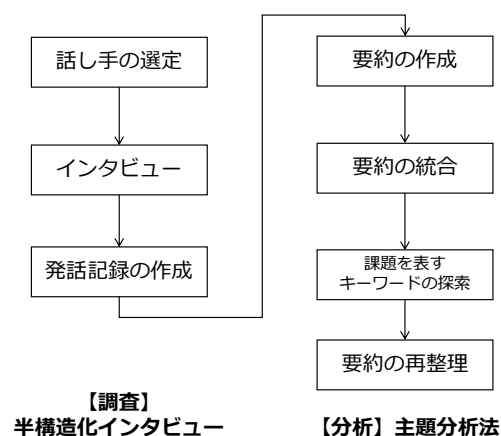 話し手の選定
インタビュー
発話記録の作成
【調査】
半構造化インタビュー
要約の作成
要約の統合
課題を表す
キーワードの探索
要約の再整理
【分析】主題分析法